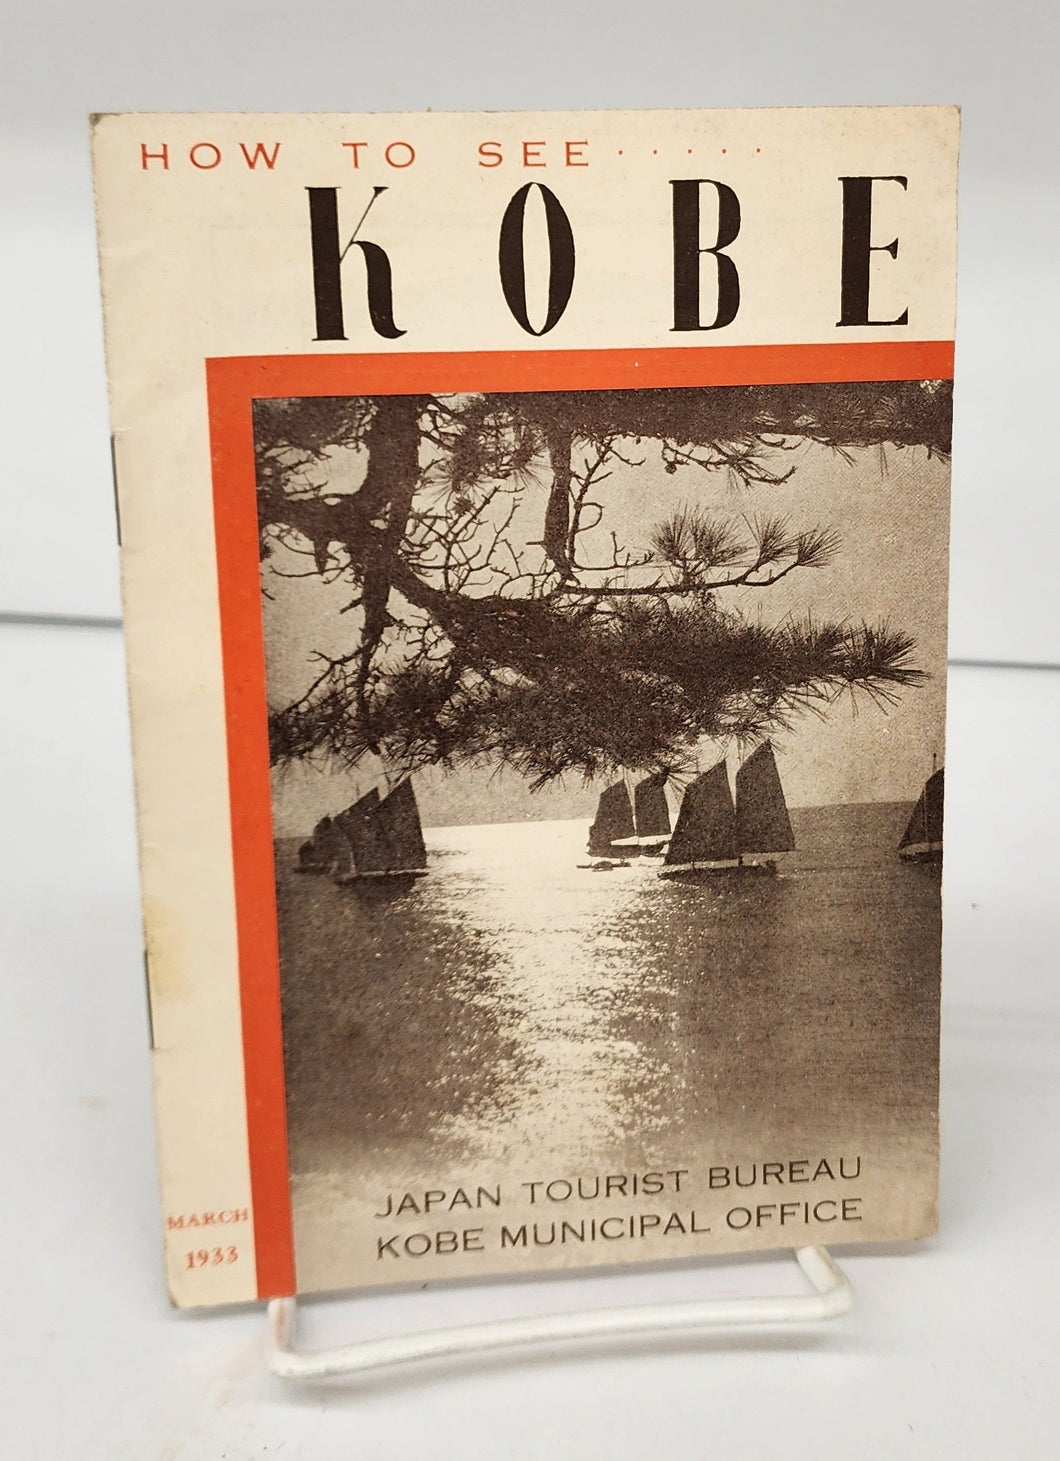 HOW TO SEE······
KOBE
JAPAN TOURIST BUREAU
KOBE MUNICIPAL OFFICE
MARCH
1933